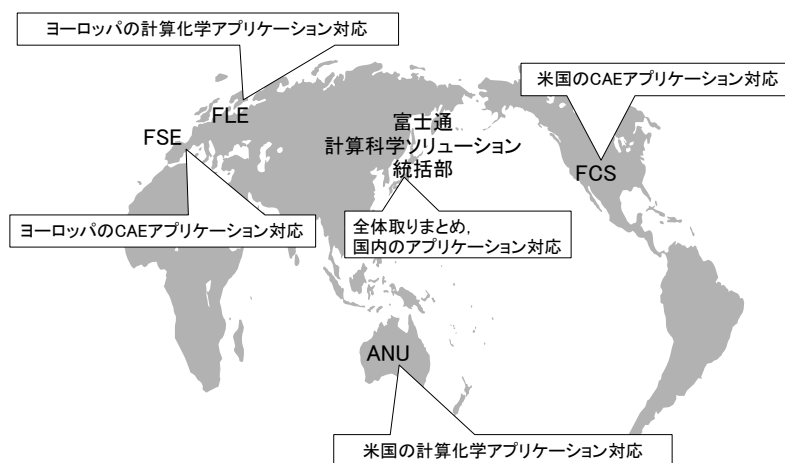 ヨーロッパの計算化学アプリケーション対応
米国のCAEアプリケーション対応
FLE
FSE
富士通
計算科学ソリューション
統括部
FCS
ヨーロッパのCAEアプリケーション対応
全体取りまとめ,
国内のアプリケーション対応
ANU
米国の計算化学アプリケーション対応